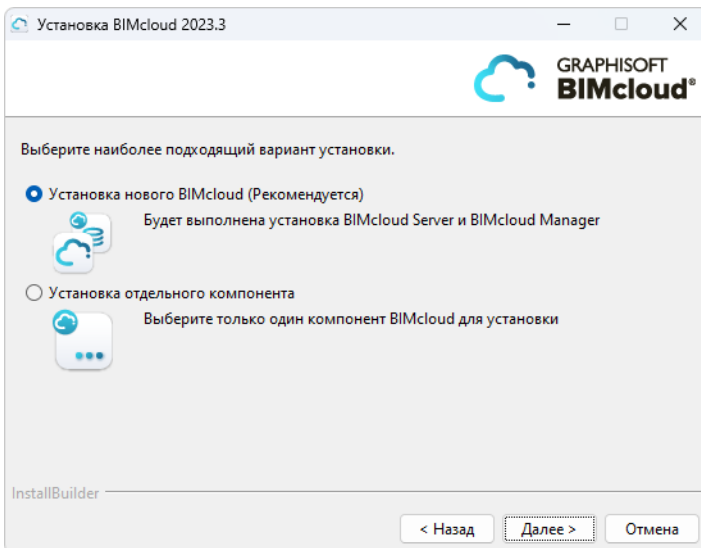 Установка BIMcloud 2023.3
GRAPHISOFT
BIMcloud®
Выберите наиболее подходящий вариант установки.
Установка нового BIMcloud (Рекомендуется)
Будет выполнена установка BIMcloud Server и BIMcloud Manager
Установка отдельного компонента
Выберите только один компонент BIMcloud для установки
InstallBuilder
< Назад
Далее >
Отмена